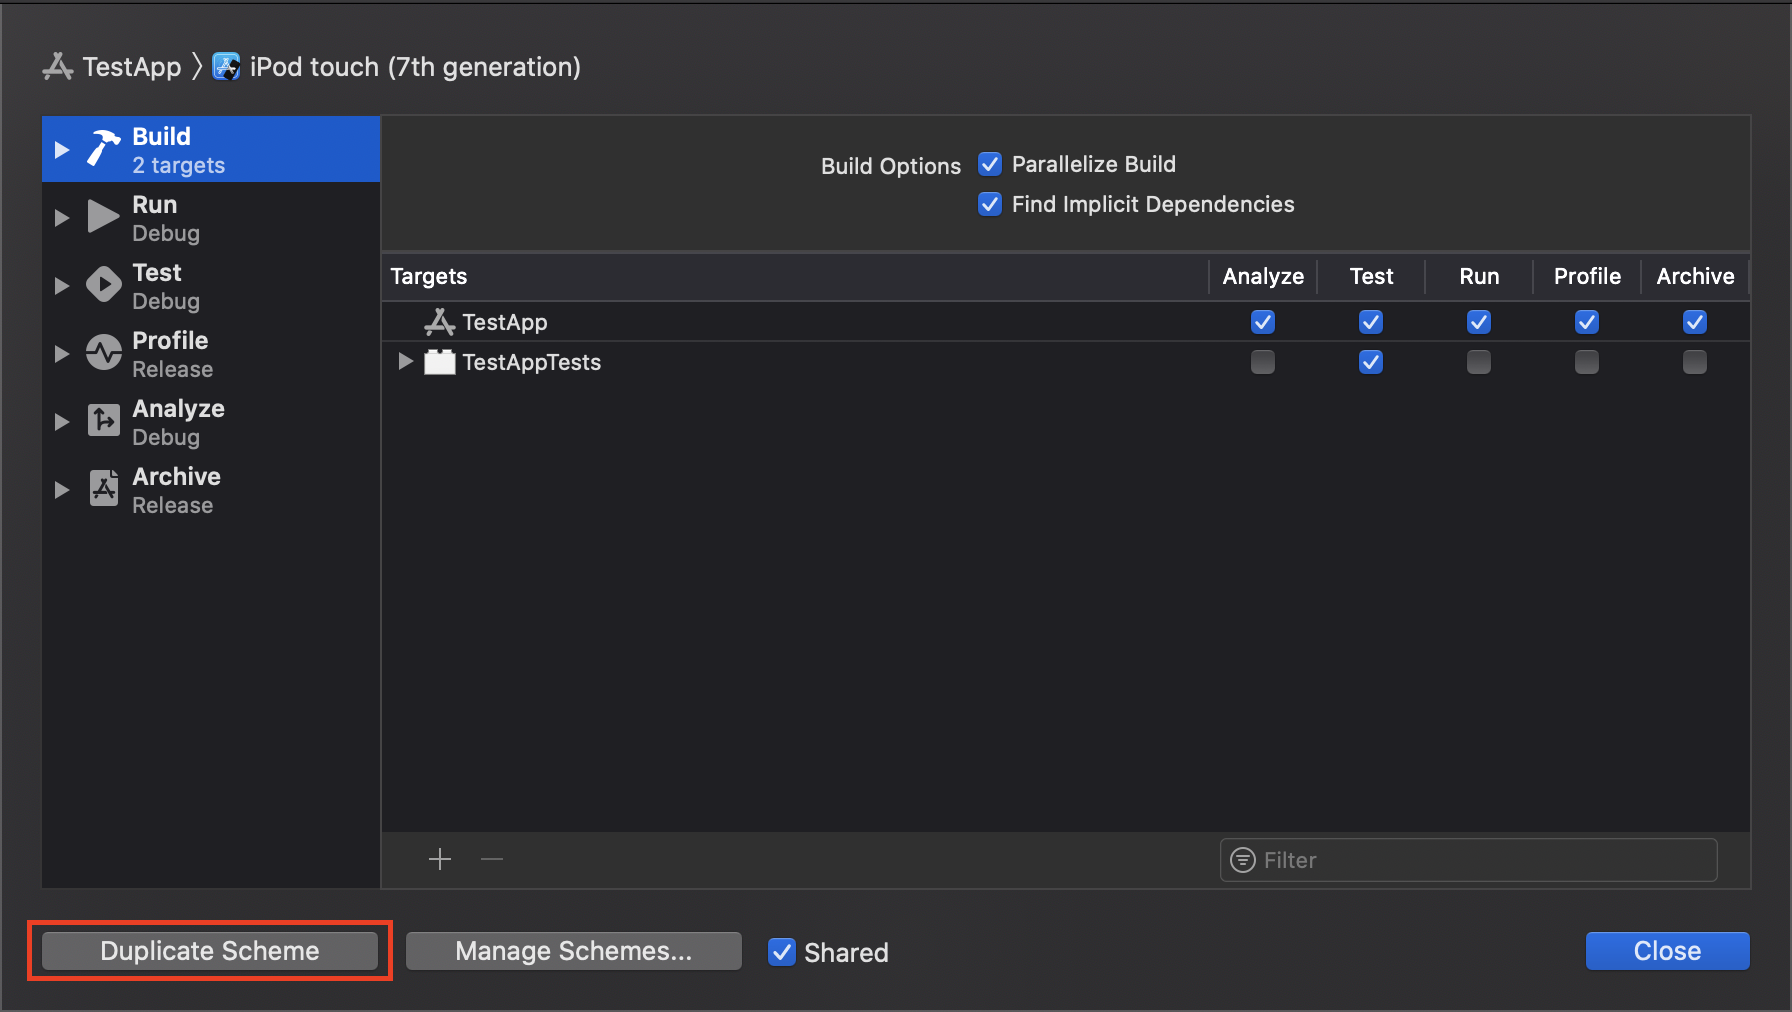 TestApp 〉 iPod touch (7th generation)
Build
2 targets
Run
Debug
Test
Debug
Profile
Release
Analyze
Debug
Archive
Release
Build Options Parallelize Build
Find Implicit Dependencies
Targets Analyze Test Run Profile Archive
TestApp
TestAppTests
Filter
Duplicate Scheme Manage Schemes... Shared Close